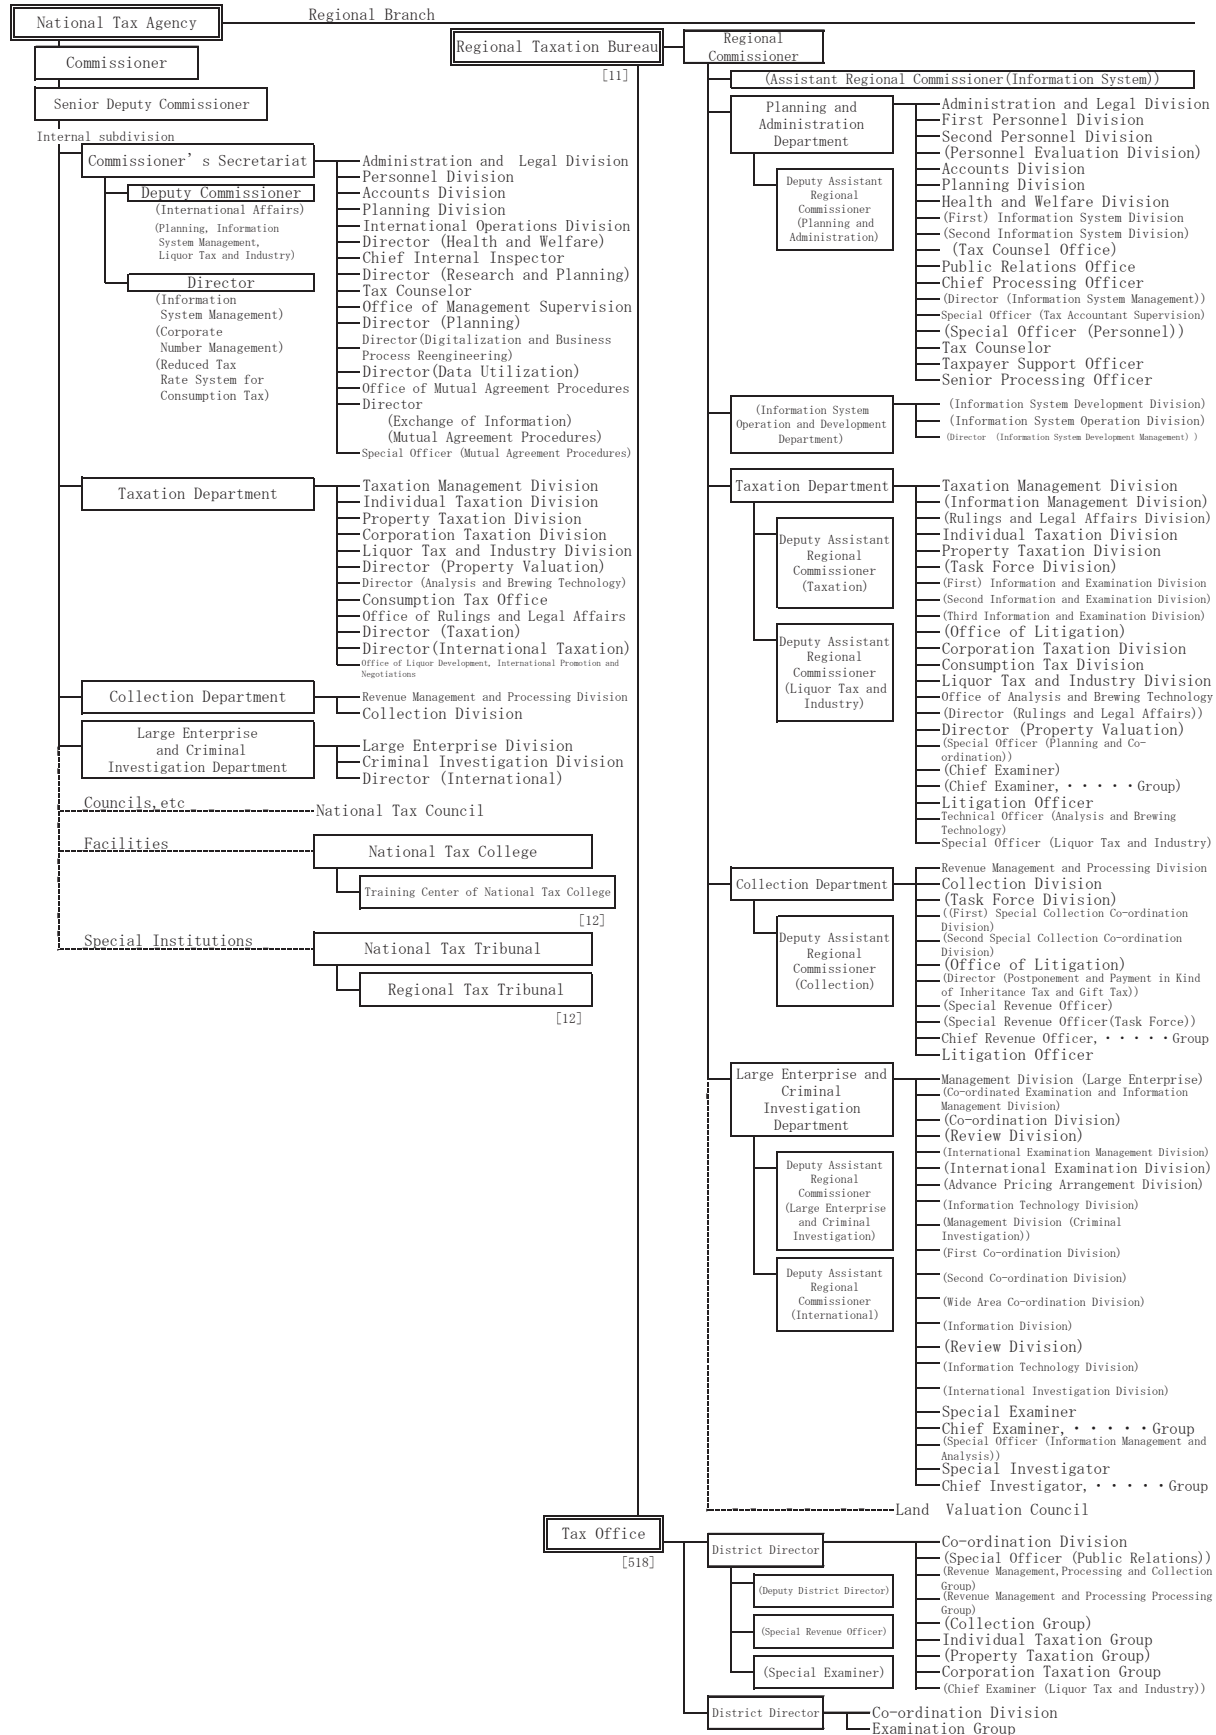 National Tax Agency
Regional Branch
Commissioner
Senior Deputy Commissioner
Internal subdivision
Commissioner's Secretariat
Deputy Commissioner
(International Affairs)
(Planning, Information
System Management,
Liquor Tax and Industry)
Director
(Information
System Management)
(Corporate
Number Management)
(Reduced Tax
Rate System for
Consumption Tax)
Administration and Legal Division
Personnel Division
Accounts Division
Planning Division
International Operations Division
Director (Health and Welfare)
Chief Internal Inspector
Director (Research and Planning)
Tax Counselor
Office of Management Supervision
Director (Planning)
Director(Digitalization and Business
Process Reengineering)
Director(Data Utilization)
Office of Mutual Agreement Procedures
Director
(Exchange of Information)
(Mutual Agreement Procedures)
Special Officer (Mutual Agreement Procedures)
Taxation Department
Taxation Management Division
Individual Taxation Division
Property Taxation Division
Corporation Taxation Division
Liquor Tax and Industry Division
Director (Property Valuation)
Director (Analysis and Brewing Technology)
Consumption Tax Office
Office of Rulings and Legal Affairs
Director (Taxation)
Director(International Taxation)
Office of Liquor Development, International Promotion and
Negotiations
Collection Department
Revenue Management and Processing Division
Collection Division
Large Enterprise
and Criminal
Investigation Department
Large Enterprise Division
Criminal Investigation Division
Director (International)
Councils,etc
National Tax Council
Facilities
National Tax College
Training Center of National Tax College
[12]
Special Institutions
National Tax Tribunal
Regional Tax Tribunal
[12]
Regional Taxation Bureau
[11]
Regional
Commissioner
(Assistant Regional Commissioner(Information System))
Planning and
Administration
Department
Deputy Assistant
Regional
Commissioner
(Planning and
Administration)
Administration and Legal Division
First Personnel Division
Second Personnel Division
(Personnel Evaluation Division)
Accounts Division
Planning Division
Health and Welfare Division
(First) Information System Division
(Second Information System Division)
(Tax Counsel Office)
Public Relations Office
Chief Processing Officer
(Director (Information System Management))
Special Officer (Tax Accountant Supervision)
(Special Officer (Personnel))
Tax Counselor
Taxpayer Support Officer
Senior Processing Officer
(Information System
Operation and Development
Department)
(Information System Development Division)
(Information System Operation Division)
(Director (Information System Development Management) )
Taxation Department
Deputy Assistant
Regional
Commissioner
(Taxation)
Deputy Assistant
Regional
Commissioner
(Liquor Tax and
Industry)
Taxation Management Division
(Information Management Division)
(Rulings and Legal Affairs Division)
Individual Taxation Division
Property Taxation Division
(Task Force Division)
(First) Information and Examination Division
(Second Information and Examination Division)
(Third Information and Examination Division)
(Office of Litigation)
Corporation Taxation Division
Consumption Tax Division
Liquor Tax and Industry Division
Office of Analysis and Brewing Technology
(Director (Rulings and Legal Affairs))
Director (Property Valuation)
(Special Officer (Planning and Co-
ordination))
(Chief Examiner)
(Chief Examiner,・・・・・Group)
Litigation Officer
Technical Officer (Analysis and Brewing
Technology)
Special Officer (Liquor Tax and Industry)
Collection Department
Deputy Assistant
Regional
Commissioner
(Collection)
Revenue Management and Processing Division
Collection Division
(Task Force Division)
((First) Special Collection Co-ordination
Division)
(Second Special Collection Co-ordination
Division)
(Office of Litigation)
(Director (Postponement and Payment in Kind
of Inheritance Tax and Gift Tax))
(Special Revenue Officer)
(Special Revenue Officer(Task Force))
Chief Revenue Officer,・・・・・Group
Litigation Officer
Large Enterprise and
Criminal
Investigation
Department
Deputy Assistant
Regional
Commissioner
(Large Enterprise
and Criminal
Investigation)
Deputy Assistant
Regional
Commissioner
(International)
Management Division (Large Enterprise)
(Co-ordinated Examination and Information
Management Division)
(Co-ordination Division)
(Review Division)
(International Examination Management Division)
(International Examination Division)
(Advance Pricing Arrangement Division)
(Information Technology Division)
(Management Division (Criminal
Investigation))
(First Co-ordination Division)
(Second Co-ordination Division)
(Wide Area Co-ordination Division)
(Information Division)
(Review Division)
(Information Technology Division)
(International Investigation Division)
Special Examiner
Chief Examiner,・・・・・Group
(Special Officer (Information Management and
Analysis))
Special Investigator
Chief Investigator,・・・・・Group
Land Valuation Council
Tax Office
[518]
District Director
(Deputy District Director)
(Special Revenue Officer)
(Special Examiner)
Co-ordination Division
(Special Officer (Public Relations))
(Revenue Management,Processing and Collection
Group)
(Revenue Management and Processing Processing
Group)
(Collection Group)
Individual Taxation Group
(Property Taxation Group)
Corporation Taxation Group
(Chief Examiner (Liquor Tax and Industry))
District Director
Co-ordination Division
Examination Group